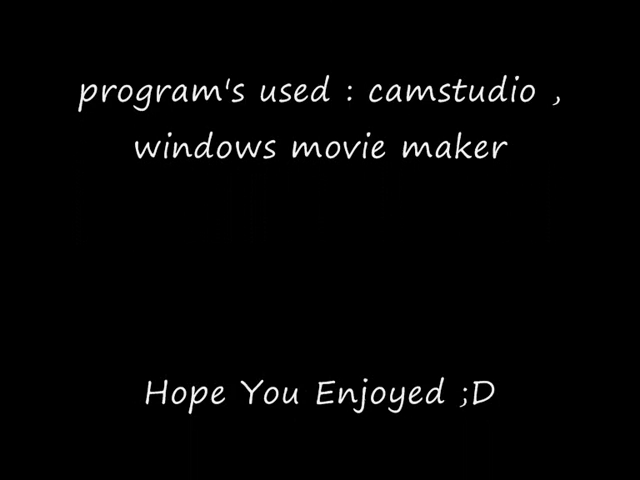 program's used : camstudio ,
windows movie maker
Hope You Enjoyed ;D